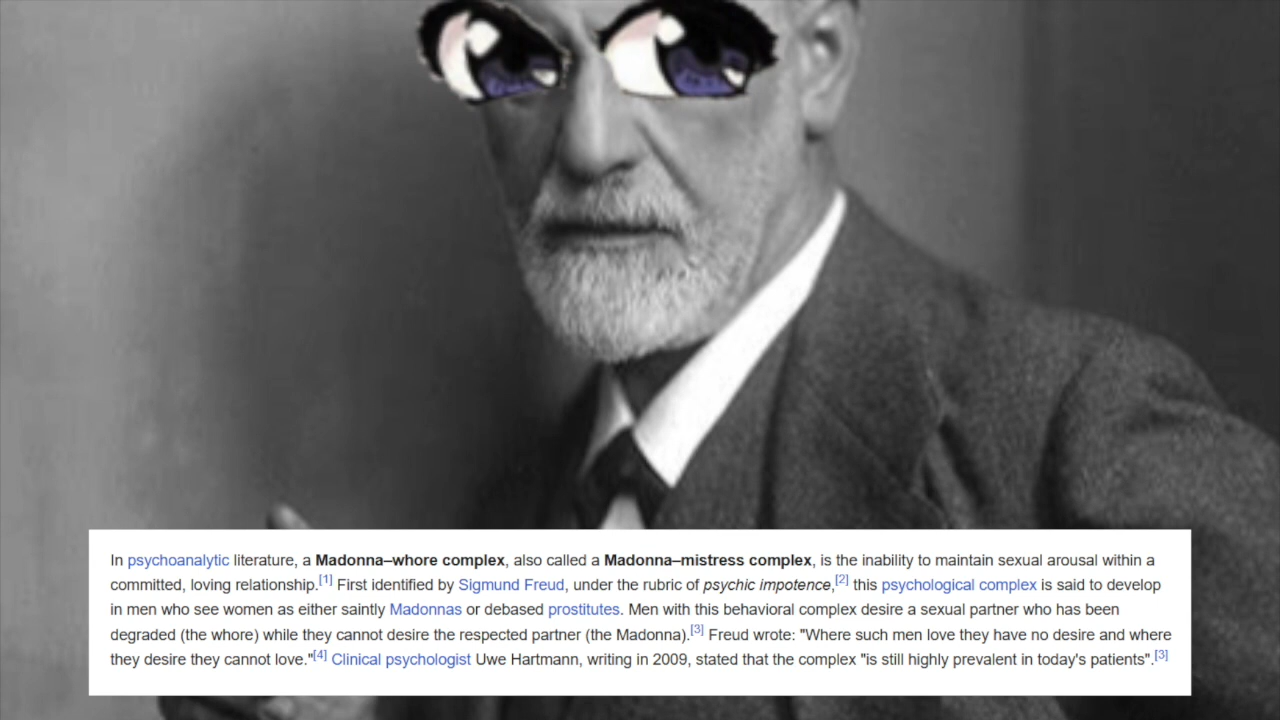 In psychoanalytic literature, a Madonna–whore complex, also called a Madonna–mistress complex, is the inability to maintain sexual arousal within a
committed, loving relationship.[1] First identified by Sigmund Freud, under the rubric of psychic impotence,[2] this psychological complex is said to develop
in men who see women as either saintly Madonnas or debased prostitutes. Men with this behavioral complex desire a sexual partner who has been
degraded (the whore) while they cannot desire the respected partner (the Madonna).[3] Freud wrote: "Where such men love they have no desire and where
they desire they cannot love."[4] Clinical psychologist Uwe Hartmann, writing in 2009, stated that the complex "is still highly prevalent in today's patients".[3]